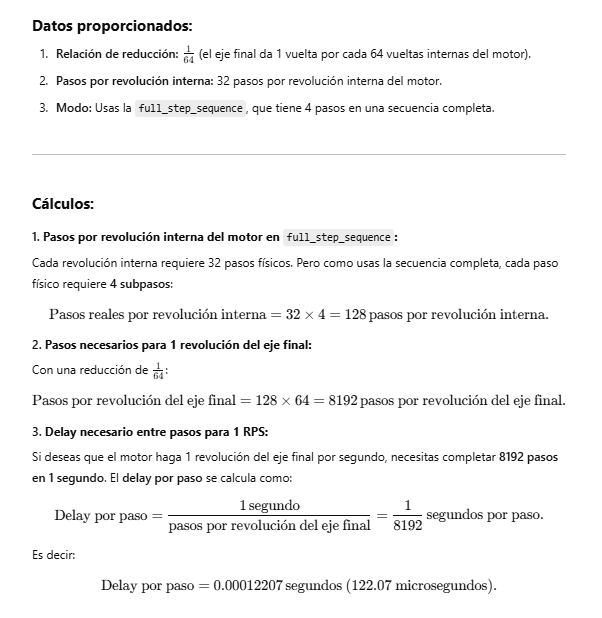 Datos proporcionados:
1. Relación de reducción: 1/64 (el eje final da 1 vuelta por cada 64 vueltas internas del motor).
2. Pasos por revolución interna: 32 pasos por revolución interna del motor.
3. Modo: Usas la full_step_sequence, que tiene 4 pasos en una secuencia completa.
Cálculos:
1. Pasos por revolución interna del motor en full_step_sequence:
Cada revolución interna requiere 32 pasos físicos. Pero como usas la secuencia completa, cada paso
físico requiere 4 subpasos:
Pasos reales por revolución interna = 32 × 4 = 128 pasos por revolución interna.
2. Pasos necesarios para 1 revolución del eje final:
Con una reducción de 1/64:
Pasos por revolución del eje final = 128 × 64 = 8192 pasos por revolución del eje final.
3. Delay necesario entre pasos para 1 RPS:
Si deseas que el motor haga 1 revolución del eje final por segundo, necesitas completar 8192 pasos
en 1 segundo. El delay por paso se calcula como:
Delay por paso = 1 segundo / pasos por revolución del eje final = 1/8192 segundos por paso.
Es decir:
Delay por paso = 0.00012207 segundos (122.07 microsegundos).